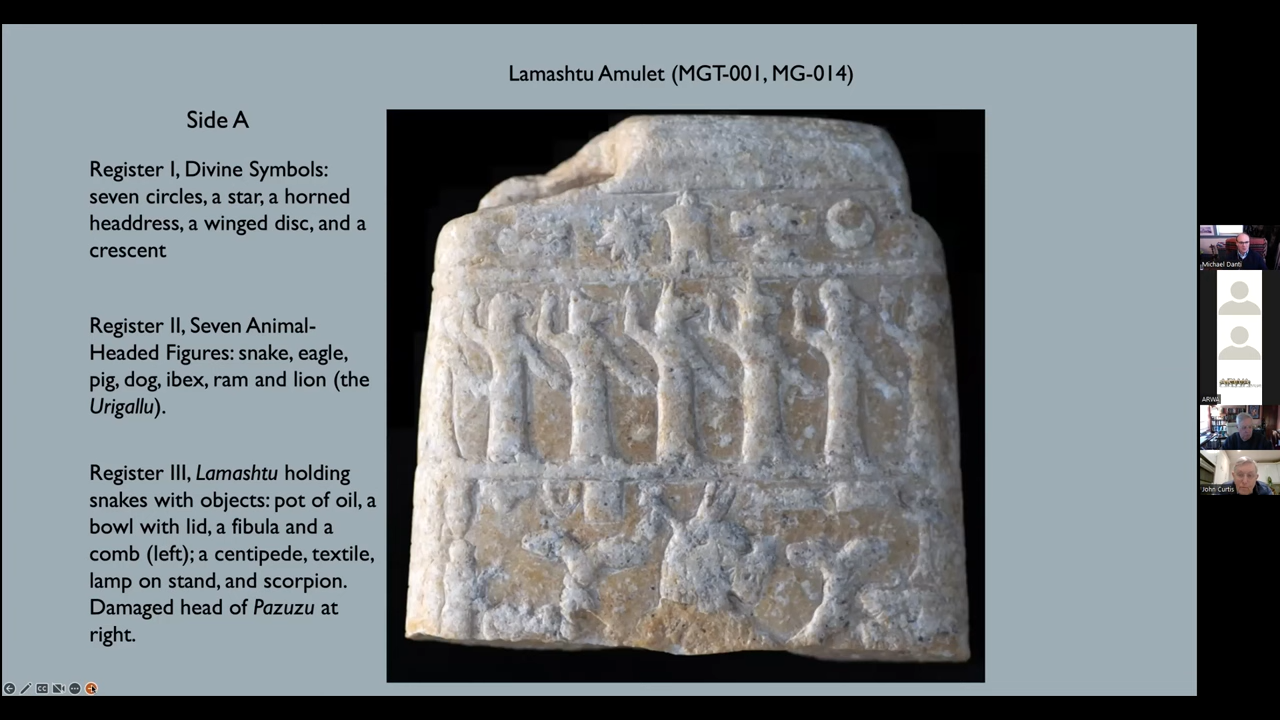 Lamashtu Amulet (MGT-001, MG-014)
Side A
Register I, Divine Symbols:
seven circles, a star, a horned
headdress, a winged disc, and a
crescent
Register II, Seven Animal-
Headed Figures: snake, eagle,
pig, dog, ibex, ram and lion (the
Urigallu).
Register III, Lamashtu holding
snakes with objects: pot of oil, a
bowl with lid, a fibula and a
comb (left); a centipede, textile,
lamp on stand, and scorpion.
Damaged head of Pazuzu at
right.
Michael Danti
ARWA
John Curtis